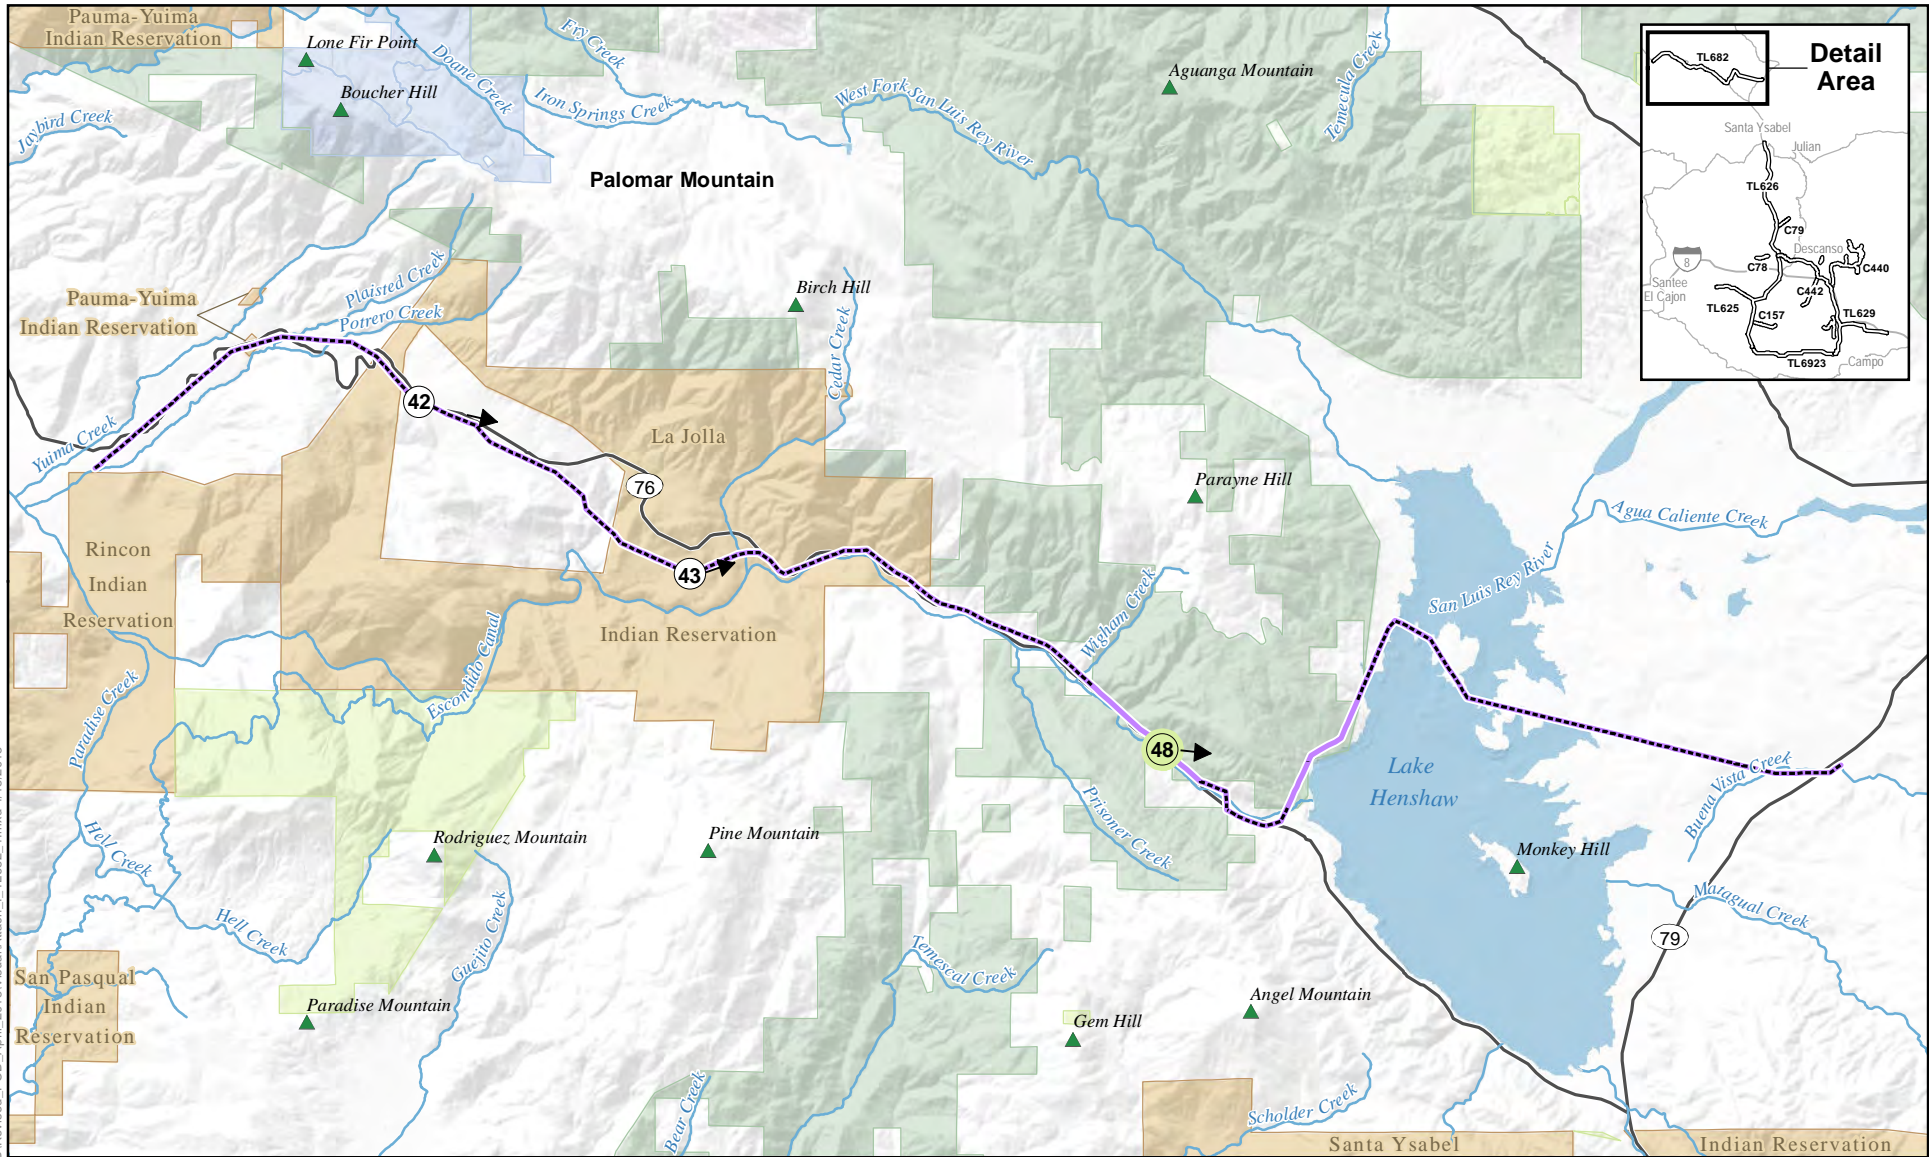 Pauma-Yuima
Indian Reservation
Lone Fir Point
Boucher Hill
Doane Creek
Fry Creek
Iron Springs Creek
Jaybird Creek
West Fork San Luis Rey River
Aguanga Mountain
Temecula Creek
Palomar Mountain
Detail
Area
TL682
Santa Ysabel
Julian
TL626
C79
Descanso
8
C78
C440
Santee
El Cajon
C442
TL625
C157
TL629
TL6923
Campo
Pauma-Yuima
Indian Reservation
Plaisted Creek
Potrero Creek
Birch Hill
Cedar Creek
Yuima Creek
42
La Jolla
76
Parayne Hill
Agua Caliente Creek
Rincon
Indian
Reservation
43
San Luis Rey River
Wigham Creek
Indian Reservation
Escondido Canal
Paradise Creek
48
Lake
Henshaw
Prisoner Creek
Buena Vista Creek
Hell Creek
Rodriguez Mountain
Pine Mountain
Monkey Hill
Matagual Creek
Hell Creek
Guejito Creek
Temescal Creek
79
San Pasqual
Indian
Reservation
Paradise Mountain
Angel Mountain
Gem Hill
Bear Creek
Scholder Creek
Santa Ysabel
Indian Reservation